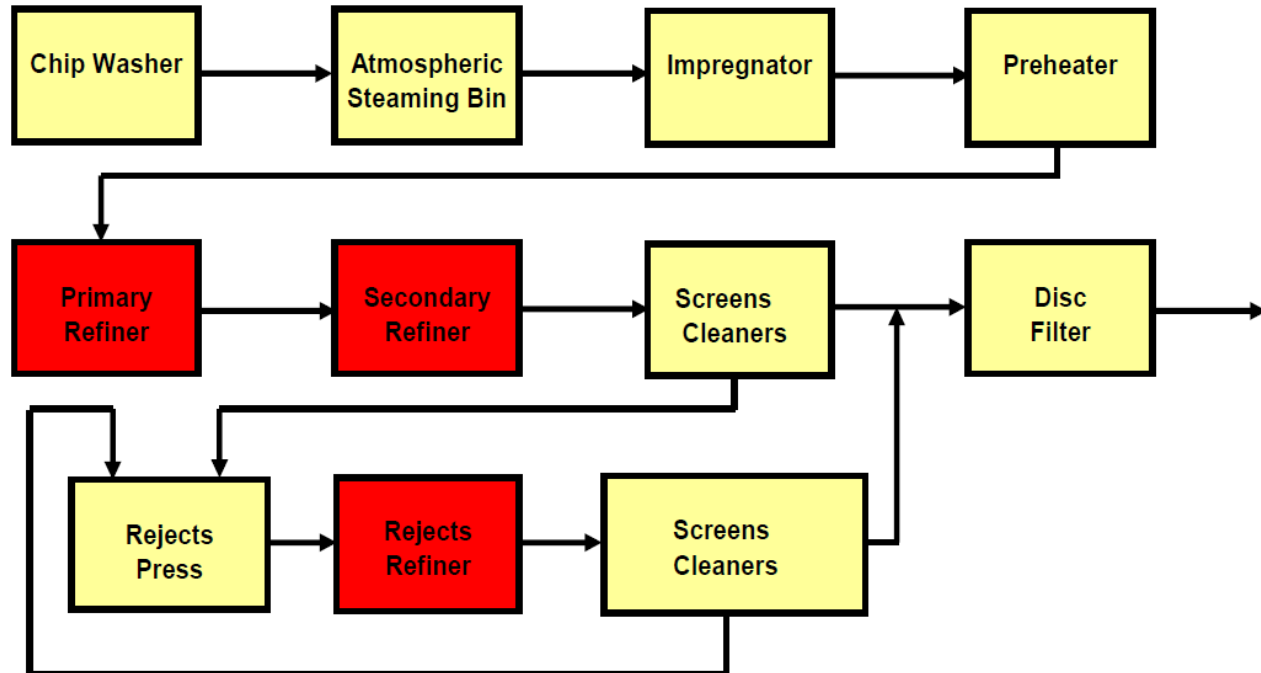 Chip Washer
Atmospheric
Steaming Bin
Impregnator
Preheater
Primary
Refiner
Secondary
Refiner
Screens
Cleaners
Disc
Filter
Rejects
Press
Rejects
Refiner
Screens
Cleaners